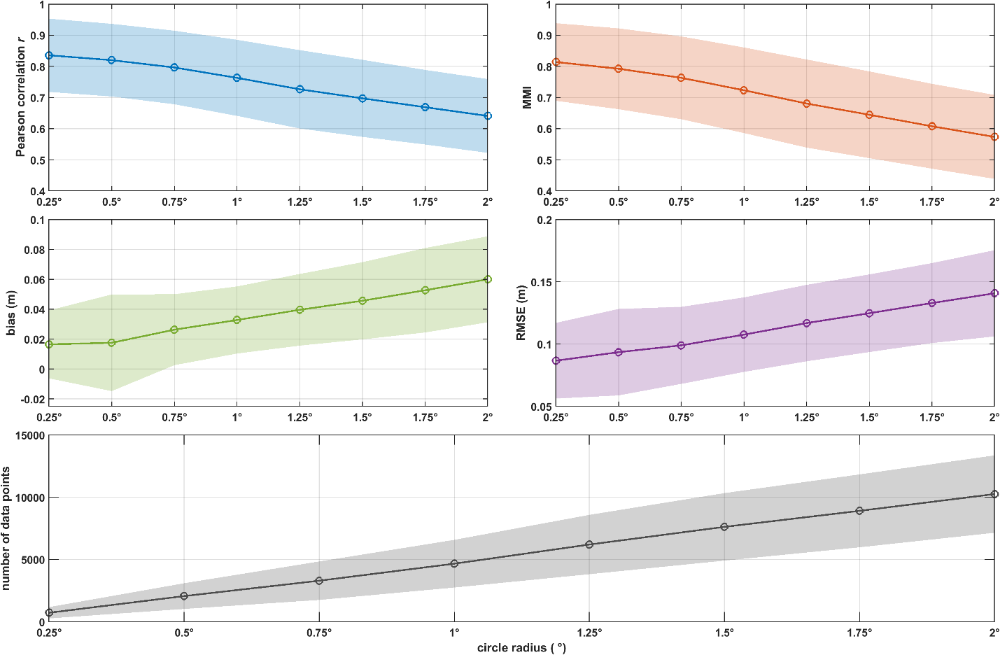 1
0.9
0.8
0.7
0.6
0.5
0.4
Pearson correlation r
0.25° 0.5° 0.75° 1° 1.25° 1.5° 1.75° 2°
1
0.9
0.8
0.7
0.6
0.5
0.4
MMI
0.25° 0.5° 0.75° 1° 1.25° 1.5° 1.75° 2°
0.1
0.08
0.06
0.04
0.02
0
-0.02
bias (m)
0.25° 0.5° 0.75° 1° 1.25° 1.5° 1.75° 2°
0.2
0.15
0.1
0.05
RMSE (m)
0.25° 0.5° 0.75° 1° 1.25° 1.5° 1.75° 2°
15000
10000
5000
0
number of data points
0.25° 0.5° 0.75° 1° 1.25° 1.5° 1.75° 2°
circle radius ( °)